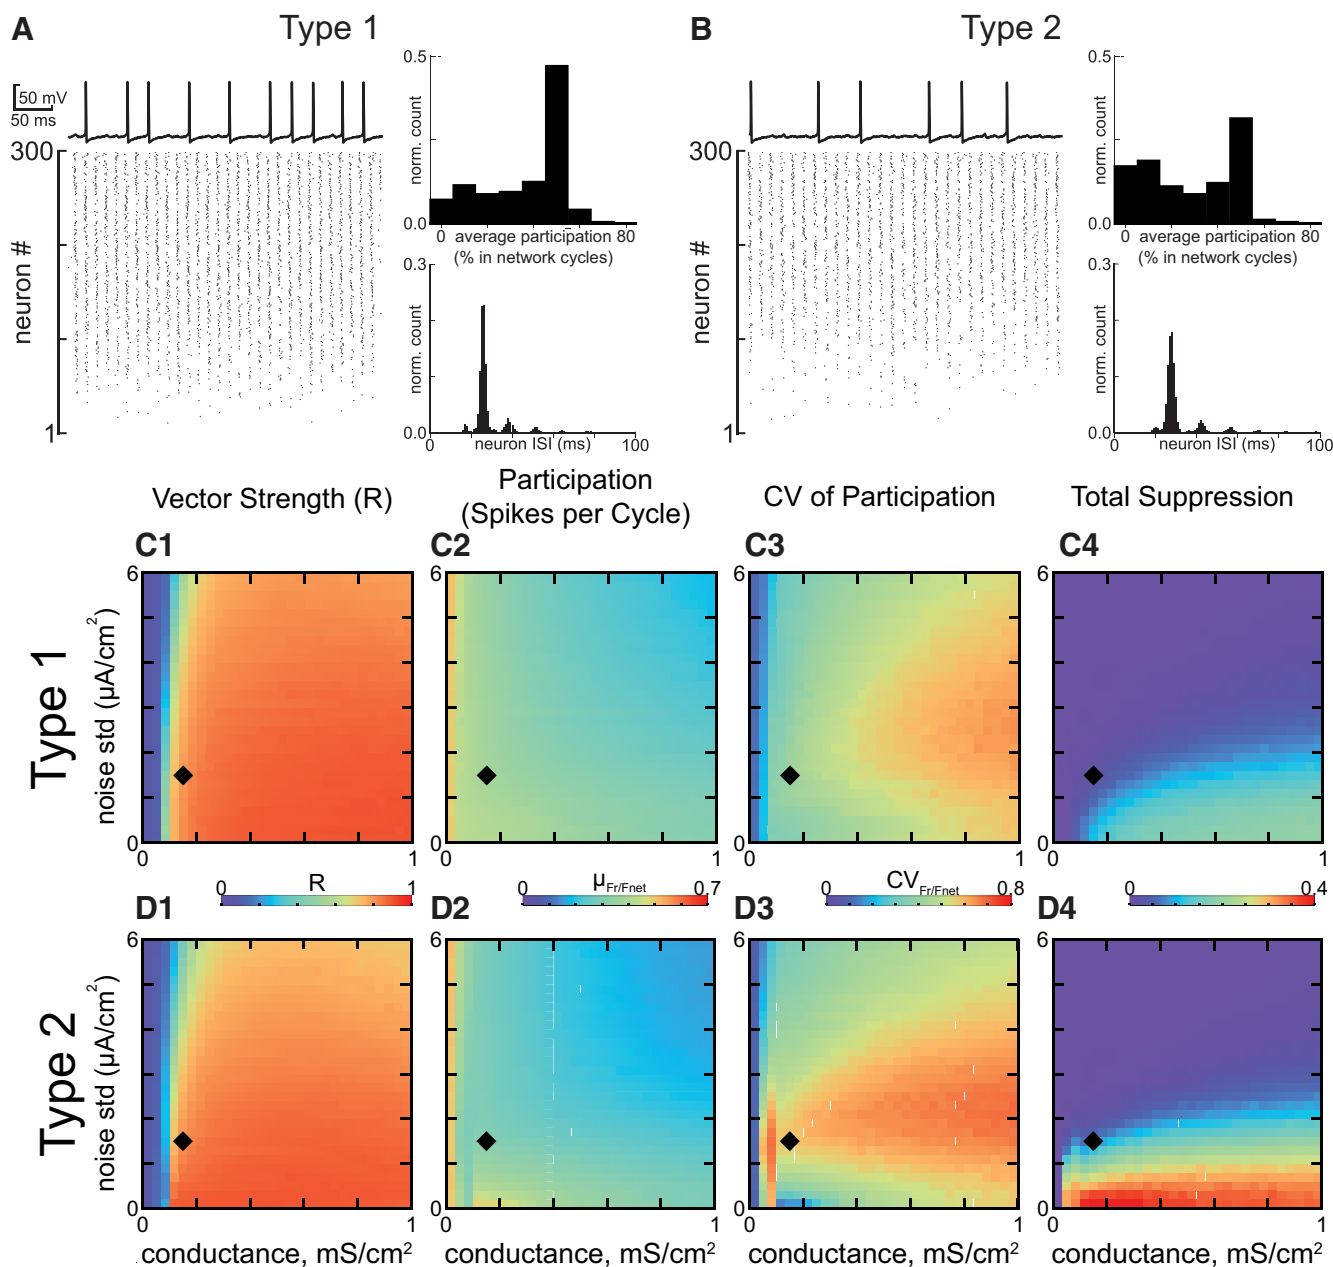 A
Type 1
B
Type 2
50 mV
50 ms
300
neuron #
1
0.5
norm. count
0.0
0 average participation 80
(% in network cycles)
0.3
norm. count
0.0
0 neuron ISI (ms) 100
300
neuron #
1
0.5
norm. count
0.0
0 average participation 80
(% in network cycles)
0.3
norm. count
0.0
0 neuron ISI (ms) 100
Vector Strength (R)
Participation
(Spikes per Cycle)
CV of Participation
Total Suppression
C1
C2
C3
C4
Type 1
noise std (µA/cm²)
6
0
0 1
6
0
0 1
6
0
0 1
6
0
0 1
0 R 1
0 µFr/Fnet 0.7
0 CVFr/Fnet 0.8
0 0.4
D1
D2
D3
D4
Type 2
noise std (µA/cm²)
6
0
0 1
6
0
0 1
6
0
0 1
6
0
0 1
conductance, mS/cm²
conductance, mS/cm²
conductance, mS/cm²